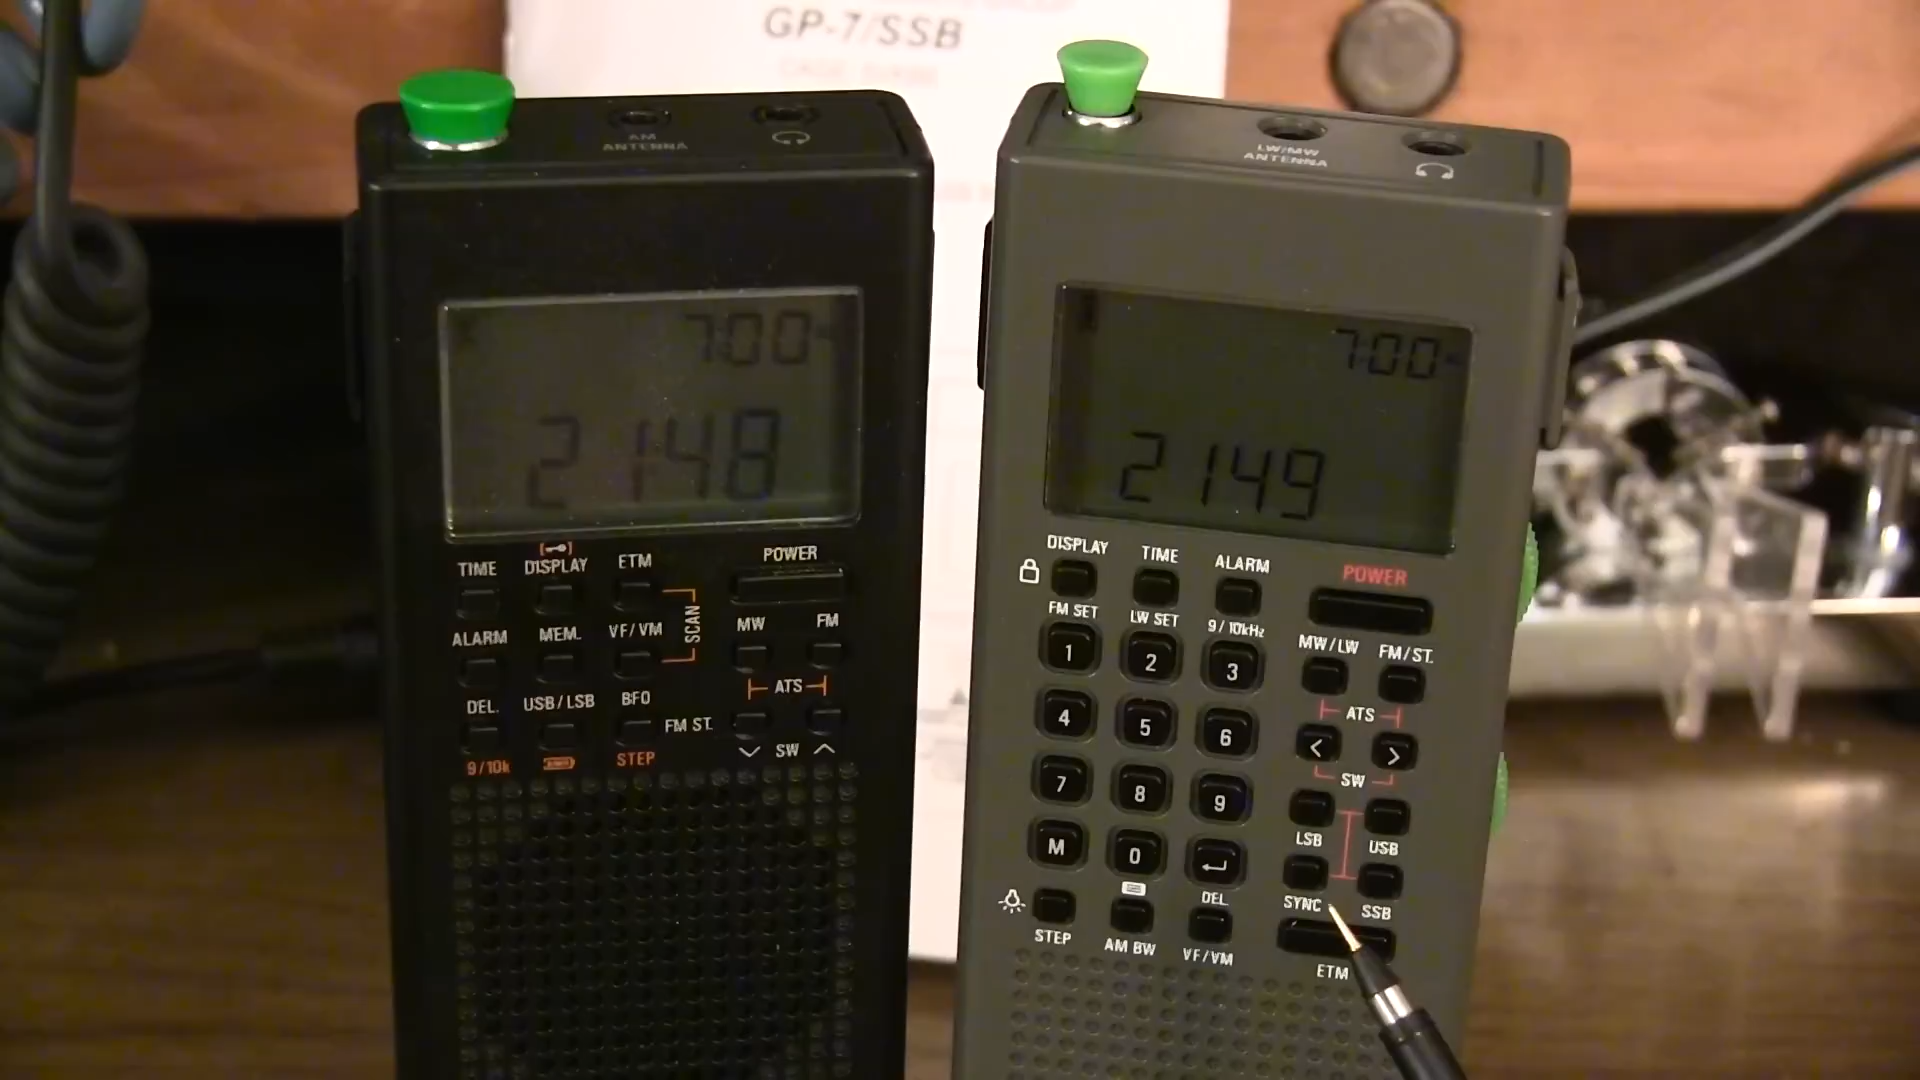 GP-7/SSB
AM
ANTENNA
7:00
2148
TIME
DISPLAY
ETM
POWER
SCAN
ALARM
MEM.
VF/VM
MW
FM
ATS
DEL.
USB/LSB
BFO
FM ST.
SW
9/10k
STEP
LW/MW
ANTENNA
7:00
2149
DISPLAY
TIME
ALARM
POWER
FM SET
LW SET
9/10kHz
MW/LW
FM/ST.
1
2
3
ATS
4
5
6
<
>
SW
7
8
9
LSB
USB
M
0
DEL
SYNC
SSB
STEP
AM BW
VF/VM
ETM